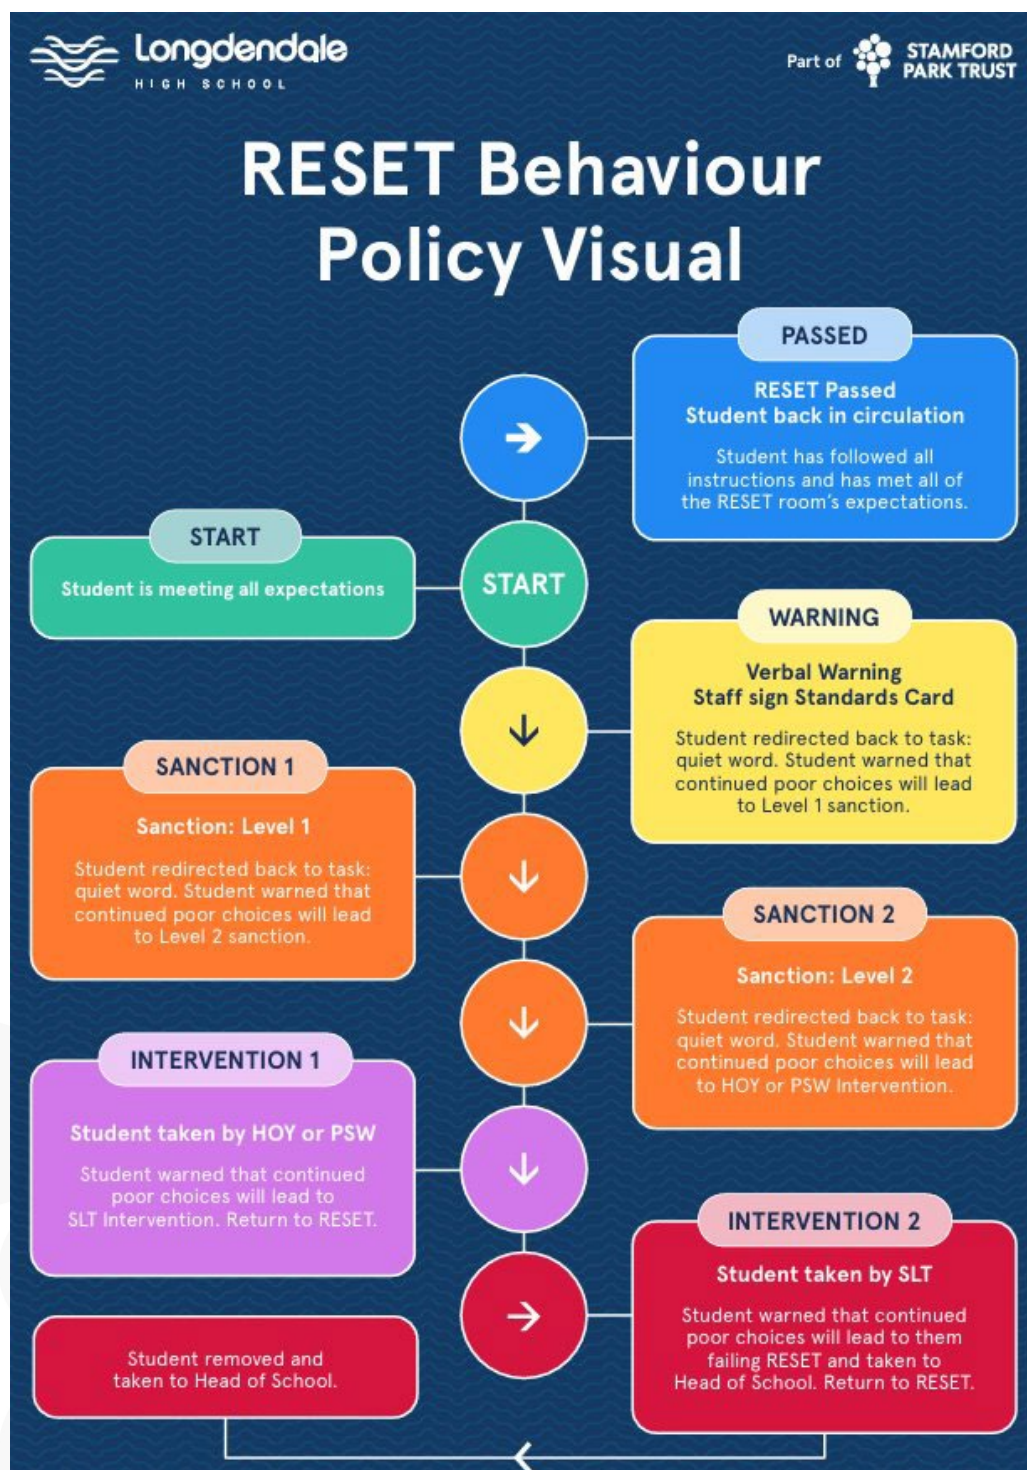 Longdendale
HIGH SCHOOL
Part of
STAMFORD
PARK TRUST
RESET Behaviour
Policy Visual
PASSED
RESET Passed
Student back in circulation
Student has followed all
instructions and has met all of
the RESET room's expectations.
START
Student is meeting all expectations
START
WARNING
Verbal Warning
Staff sign Standards Card
Student redirected back to task:
quiet word. Student warned that
continued poor choices will lead
to Level 1 sanction.
SANCTION 1
Sanction: Level 1
Student redirected back to task:
quiet word. Student warned that
continued poor choices will lead
to Level 2 sanction.
SANCTION 2
Sanction: Level 2
Student redirected back to task:
quiet word. Student warned that
continued poor choices will lead
to HOY or PSW Intervention.
INTERVENTION 1
Student taken by HOY or PSW
Student warned that continued
poor choices will lead to
SLT Intervention. Return to RESET.
INTERVENTION 2
Student taken by SLT
Student warned that continued
poor choices will lead to them
failing RESET and taken to
Head of School. Return to RESET.
Student removed and
taken to Head of School.